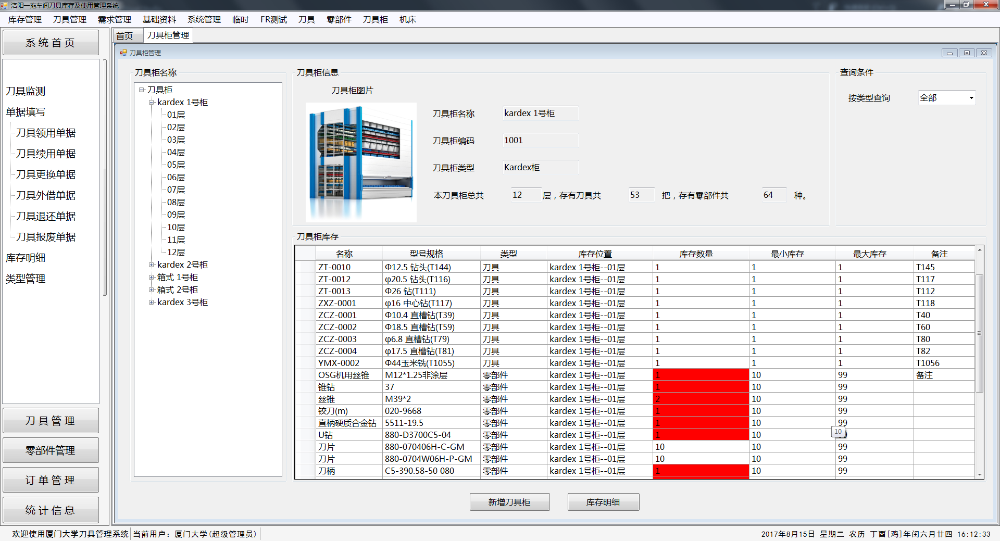 洛阳一拖车间刀具库存及使用管理系统
库存管理 刀具管理 需求管理 基础资料 系统管理 临时 FR测试 刀具 零部件 刀具柜 机床
系统首页
首页 刀具柜管理
刀具柜管理
刀具监测
单据填写
刀具领用单据
刀具续用单据
刀具更换单据
刀具外借单据
刀具退还单据
刀具报废单据
库存明细
类型管理
刀具管理
零部件管理
订单管理
统计信息
刀具柜名称
刀具柜
kardex 1号柜
01层
02层
03层
04层
05层
06层
07层
08层
09层
10层
11层
12层
kardex 2号柜
箱式 1号柜
箱式 2号柜
kardex 3号柜
刀具柜信息
刀具柜图片
刀具柜名称 kardex 1号柜
刀具柜编码 1001
刀具柜类型 Kardex柜
本刀具柜总共 12 层，存有刀具共 53 把，存有零部件共 64 种。
查询条件
按类型查询 全部
刀具柜库存
名称 型号规格 类型 库存位置 库存数量 最小库存 最大库存 备注
ZT-0010 Φ12.5 钻头(T144) 刀具 kardex 1号柜--01层 1 1 1 T145
ZT-0012 φ20.5 钻头(T116) 刀具 kardex 1号柜--01层 1 1 1 T117
ZT-0013 Φ26 钻(T111) 刀具 kardex 1号柜--01层 1 1 1 T112
ZXZ-0001 φ16 中心钻(T117) 刀具 kardex 1号柜--01层 1 1 1 T118
ZCZ-0001 Φ10.4 直槽钻(T39) 刀具 kardex 1号柜--01层 1 1 1 T40
ZCZ-0002 Φ18.5 直槽钻(T59) 刀具 kardex 1号柜--01层 1 1 1 T60
ZCZ-0003 φ6.8 直槽钻(T79) 刀具 kardex 1号柜--01层 1 1 1 T80
ZCZ-0004 φ17.5 直槽钻(T81) 刀具 kardex 1号柜--01层 1 1 1 T82
YMX-0002 Φ44玉米铣(T1055) 刀具 kardex 1号柜--01层 1 1 1 T1056
OSG机用丝锥 M12*1.25非涂层 零部件 kardex 1号柜--01层 1 10 99 备注
锥钻 37 零部件 kardex 1号柜--01层 1 10 99
丝锥 M39*2 零部件 kardex 1号柜--01层 2 10 99
铰刀(m) 020-9668 零部件 kardex 1号柜--01层 1 10 99
直柄硬质合金钻 5511-19.5 零部件 kardex 1号柜--01层 1 10 99
U钻 880-D3700C5-04 零部件 kardex 1号柜--01层 1 10 10
刀片 880-070406H-C-GM 零部件 kardex 1号柜--01层 10 10 99
刀片 880-0704W06H-P-GM 零部件 kardex 1号柜--01层 10 10 99
刀柄 C5-390.58-50 080 零部件 kardex 1号柜--01层 1 10 99
新增刀具柜 库存明细
欢迎使用厦门大学刀具管理系统 当前用户：厦门大学(超级管理员) 2017年8月15日 星期二 农历 丁酉[鸡]年闰六月廿四 16:12:33